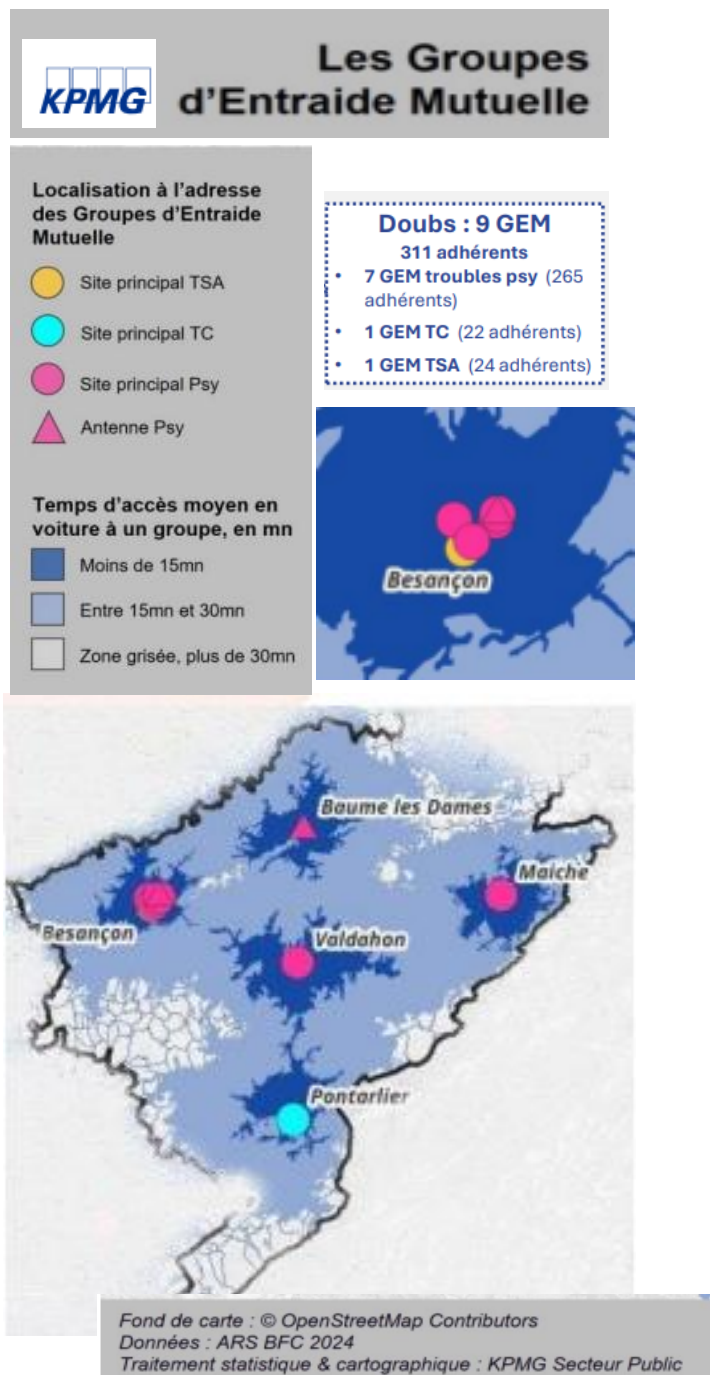 KPMG
Les Groupes
d'Entraide Mutuelle
Localisation à l'adresse
des Groupes d'Entraide
Mutuelle
Site principal TSA
Site principal TC
Site principal Psy
Antenne Psy
Temps d'accès moyen en
voiture à un groupe, en mn
Moins de 15mn
Entre 15mn et 30mn
Zone grisée, plus de 30mn
Doubs : 9 GEM
311 adhérents
• 7 GEM troubles psy (265
adhérents)
• 1 GEM TC (22 adhérents)
• 1 GEM TSA (24 adhérents)
Besançon
Baume les Dames
Maiche
Besançon
Valdahon
Pontarlier
Fond de carte : © OpenStreetMap Contributors
Données : ARS BFC 2024
Traitement statistique & cartographique : KPMG Secteur Public